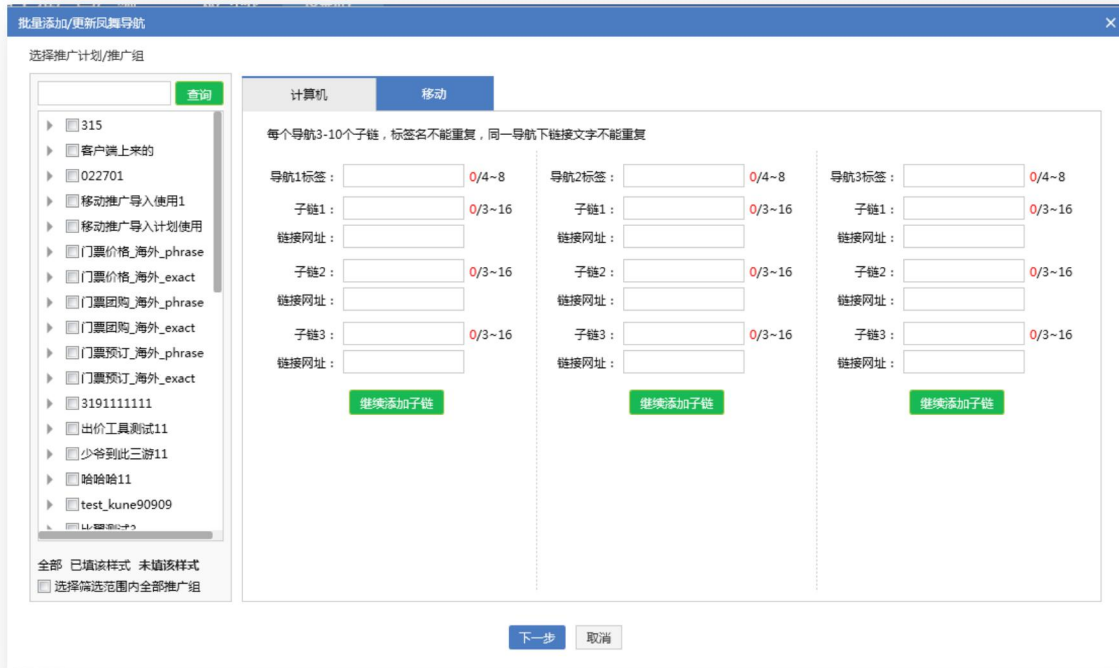 批量添加/更新凤舞导航
×
选择推广计划/推广组
查询
315
客户端上来的
022701
移动推广导入使用1
移动推广导入计划使用
门票价格_海外_phrase
门票价格_海外_exact
门票团购_海外_phrase
门票团购_海外_exact
门票预订_海外_phrase
门票预订_海外_exact
3191111111
出价工具测试11
少爷到此三游11
哈哈哈11
test_kune90909
全部 已填该样式 未填该样式
选择筛选范围内全部推广组
计算机 移动
每个导航3-10个子链，标签名不能重复，同一导航下链接文字不能重复
导航1标签： 0/4~8 导航2标签： 0/4~8 导航3标签： 0/4~8
子链1： 0/3~16 子链1： 0/3~16 子链1： 0/3~16
链接网址： 链接网址： 链接网址：
子链2： 0/3~16 子链2： 0/3~16 子链2： 0/3~16
链接网址： 链接网址： 链接网址：
子链3： 0/3~16 子链3： 0/3~16 子链3： 0/3~16
链接网址： 链接网址： 链接网址：
继续添加子链 继续添加子链 继续添加子链
下一步 取消